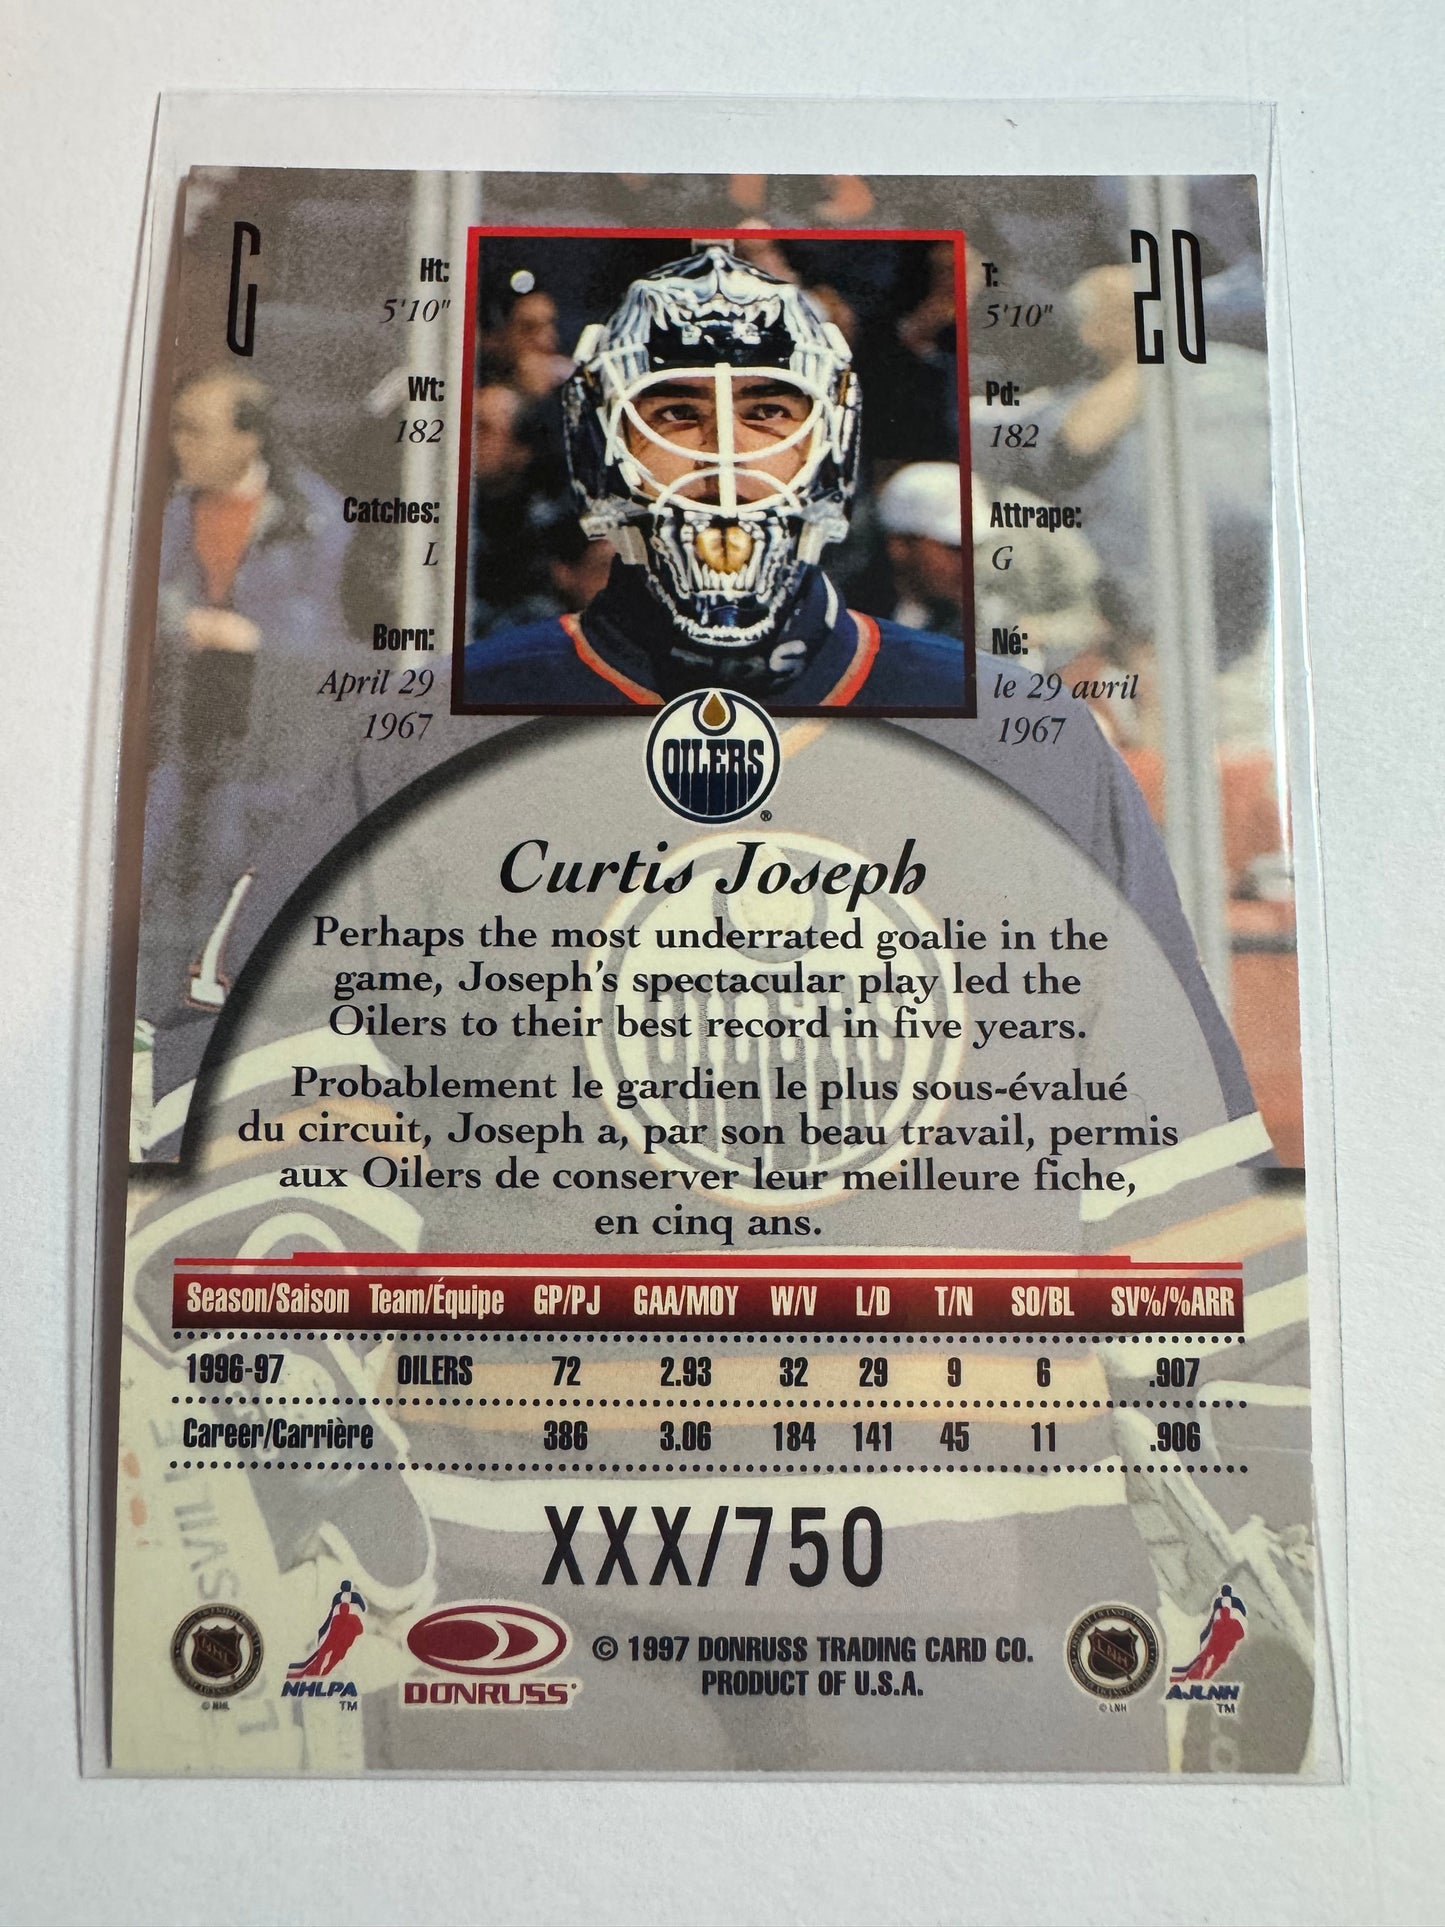 G
20
Ht:
5'10"
Wt:
182
Catches:
L
Born:
April 29
1967
T:
5'10"
Pd:
182
Attrape:
G
Né:
le 29 avril
1967
OILERS
®
Curtis Joseph
Perhaps the most underrated goalie in the
game, Joseph's spectacular play led the
Oilers to their best record in five years.
Probablement le gardien le plus sous-évalué
du circuit, Joseph a, par son beau travail, permis
aux Oilers de conserver leur meilleure fiche,
en cinq ans.
Season/Saison Team/Équipe GP/PJ GAA/MOY W/V L/D T/N SO/BL SV%/%ARR
1996-97 OILERS 72 2.93 32 29 9 6 .907
Career/Carrière 386 3.06 184 141 45 11 .906
XXX/750
NHL
© NHL
NHLPA
TM
DONRUSS
© 1997 DONRUSS TRADING CARD CO.
PRODUCT OF U.S.A.
LNH
© LNH
AJLNH
TM